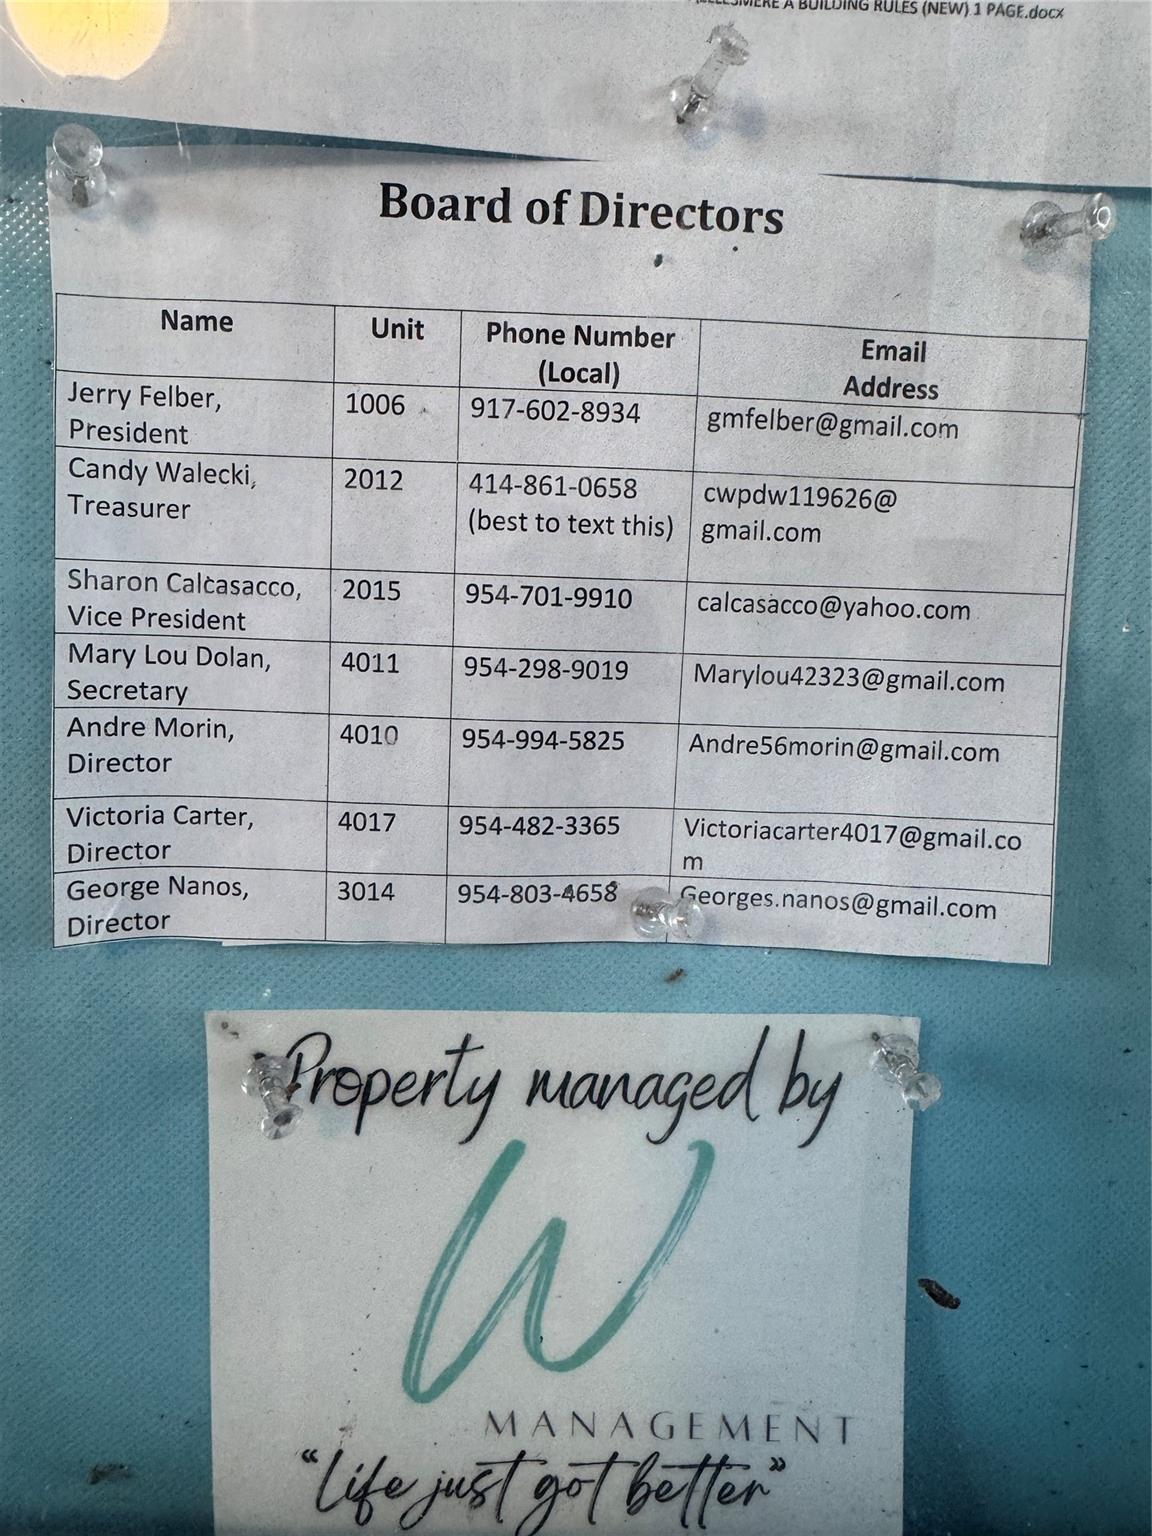 A BUILDING RULES (NEW) 1 PAGE.docx
Board of Directors
Name Unit Phone Number (Local) Email Address
Jerry Felber, President 1006 917-602-8934 gmfelber@gmail.com
Candy Walecki, Treasurer 2012 414-861-0658 (best to text this) cwpdw119626@ gmail.com
Sharon Calcasacco, Vice President 2015 954-701-9910 calcasacco@yahoo.com
Mary Lou Dolan, Secretary 4011 954-298-9019 Marylou42323@gmail.com
Andre Morin, Director 4010 954-994-5825 Andre56morin@gmail.com
Victoria Carter, Director 4017 954-482-3365 Victoriacarter4017@gmail.co m
George Nanos, Director 3014 954-803-4658 Georges.nanos@gmail.com
Property managed by
W
MANAGEMENT
"Life just got better"